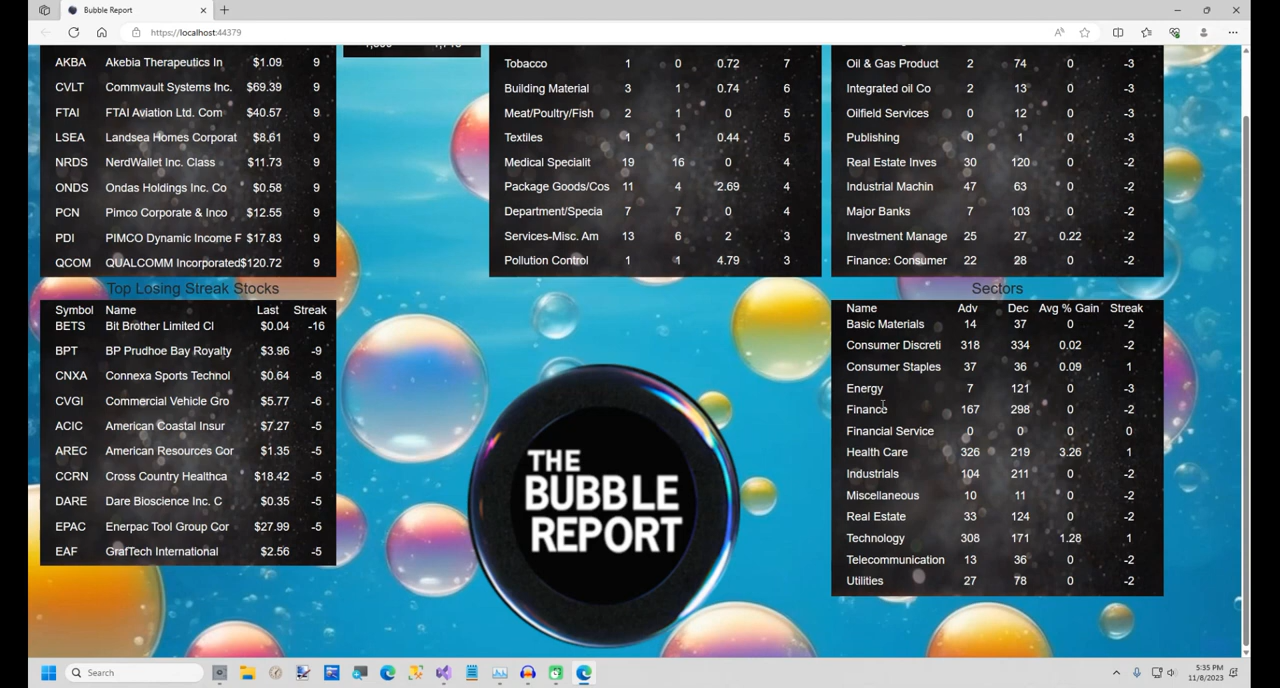 Bubble Report
https://localhost:44379
AKBA Akebia Therapeutics In $1.09 9
CVLT Commvault Systems Inc. $69.39 9
FTAI FTAI Aviation Ltd. Com $40.57 9
LSEA Landsea Homes Corporat $8.61 9
NRDS NerdWallet Inc. Class $11.73 9
ONDS Ondas Holdings Inc. Co $0.58 9
PCN Pimco Corporate & Inco $12.55 9
PDI PIMCO Dynamic Income F $17.83 9
QCOM QUALCOMM Incorporated $120.72 9
Tobacco 1 0 0.72 7
Building Material 3 1 0.74 6
Meat/Poultry/Fish 2 1 0 5
Textiles 1 1 0.44 5
Medical Specialit 19 16 0 4
Package Goods/Cos 11 4 2.69 4
Department/Specia 7 7 0 4
Services-Misc. Am 13 6 2 3
Pollution Control 1 1 4.79 3
Oil & Gas Product 2 74 0 -3
Integrated oil Co 2 13 0 -3
Oilfield Services 0 12 0 -3
Publishing 0 1 0 -3
Real Estate Inves 30 120 0 -3
Industrial Machin 47 63 0 -2
Major Banks 7 103 0 -2
Investment Manage 25 27 0.22 -2
Finance: Consumer 22 28 0 -2
Top Losing Streak Stocks
Symbol Name Last Streak
BETS Bit Brother Limited Cl $0.04 -16
BPT BP Prudhoe Bay Royalty $3.96 -9
CNXA Connexa Sports Technol $0.64 -8
CVGI Commercial Vehicle Gro $5.77 -6
ACIC American Coastal Insur $7.27 -5
AREC American Resources Cor $1.35 -5
CCRN Cross Country Healthca $18.42 -5
DARE Dare Bioscience Inc. C $0.35 -5
EPAC Enerpac Tool Group Cor $27.99 -5
EAF GrafTech International $2.56 -5
THE
BUBBLE
REPORT
Sectors
Name Adv Dec Avg % Gain Streak
Basic Materials 14 37 0 -2
Consumer Discreti 318 334 0.02 -2
Consumer Staples 37 36 0.09 1
Energy 7 121 0 -3
Finance 167 298 0 -2
Financial Service 0 0 0 0
Health Care 326 219 3.26 1
Industrials 104 211 0 -2
Miscellaneous 10 11 0 -2
Real Estate 33 124 0 -2
Technology 308 171 1.28 1
Telecommunication 13 36 0 -2
Utilities 27 78 0 -2
Search
5:35 PM
11/8/2023